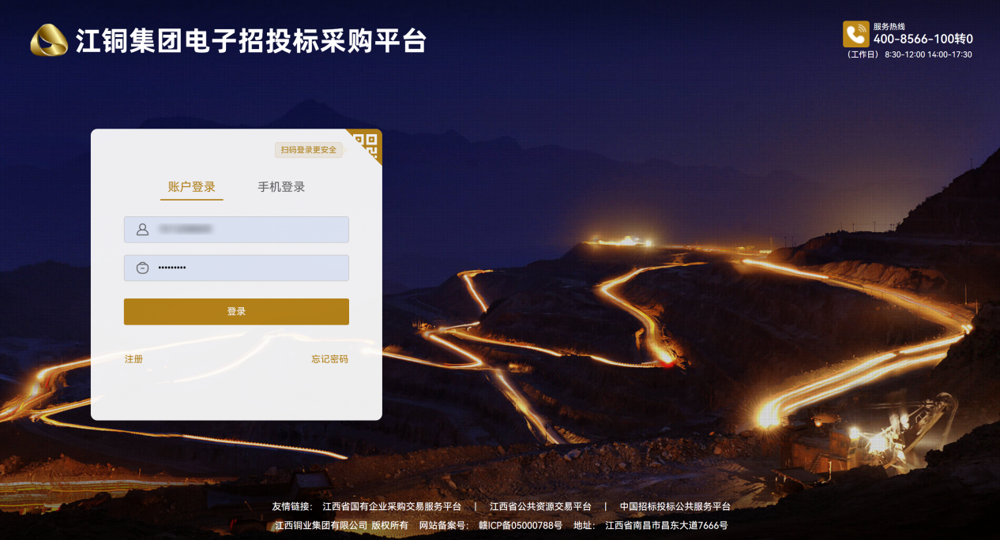 江铜集团电子招投标采购平台
服务热线
400-8566-100转0
（工作日） 8:30-12:00 14:00-17:30
扫码登录更安全
账户登录 手机登录
•••••••••
登录
注册 忘记密码
友情链接： 江西省国有企业采购交易服务平台 | 江西省公共资源交易平台 | 中国招标投标公共服务平台
江西铜业集团有限公司 版权所有 网站备案号： 赣ICP备05000788号 地址： 江西省南昌市昌东大道7666号